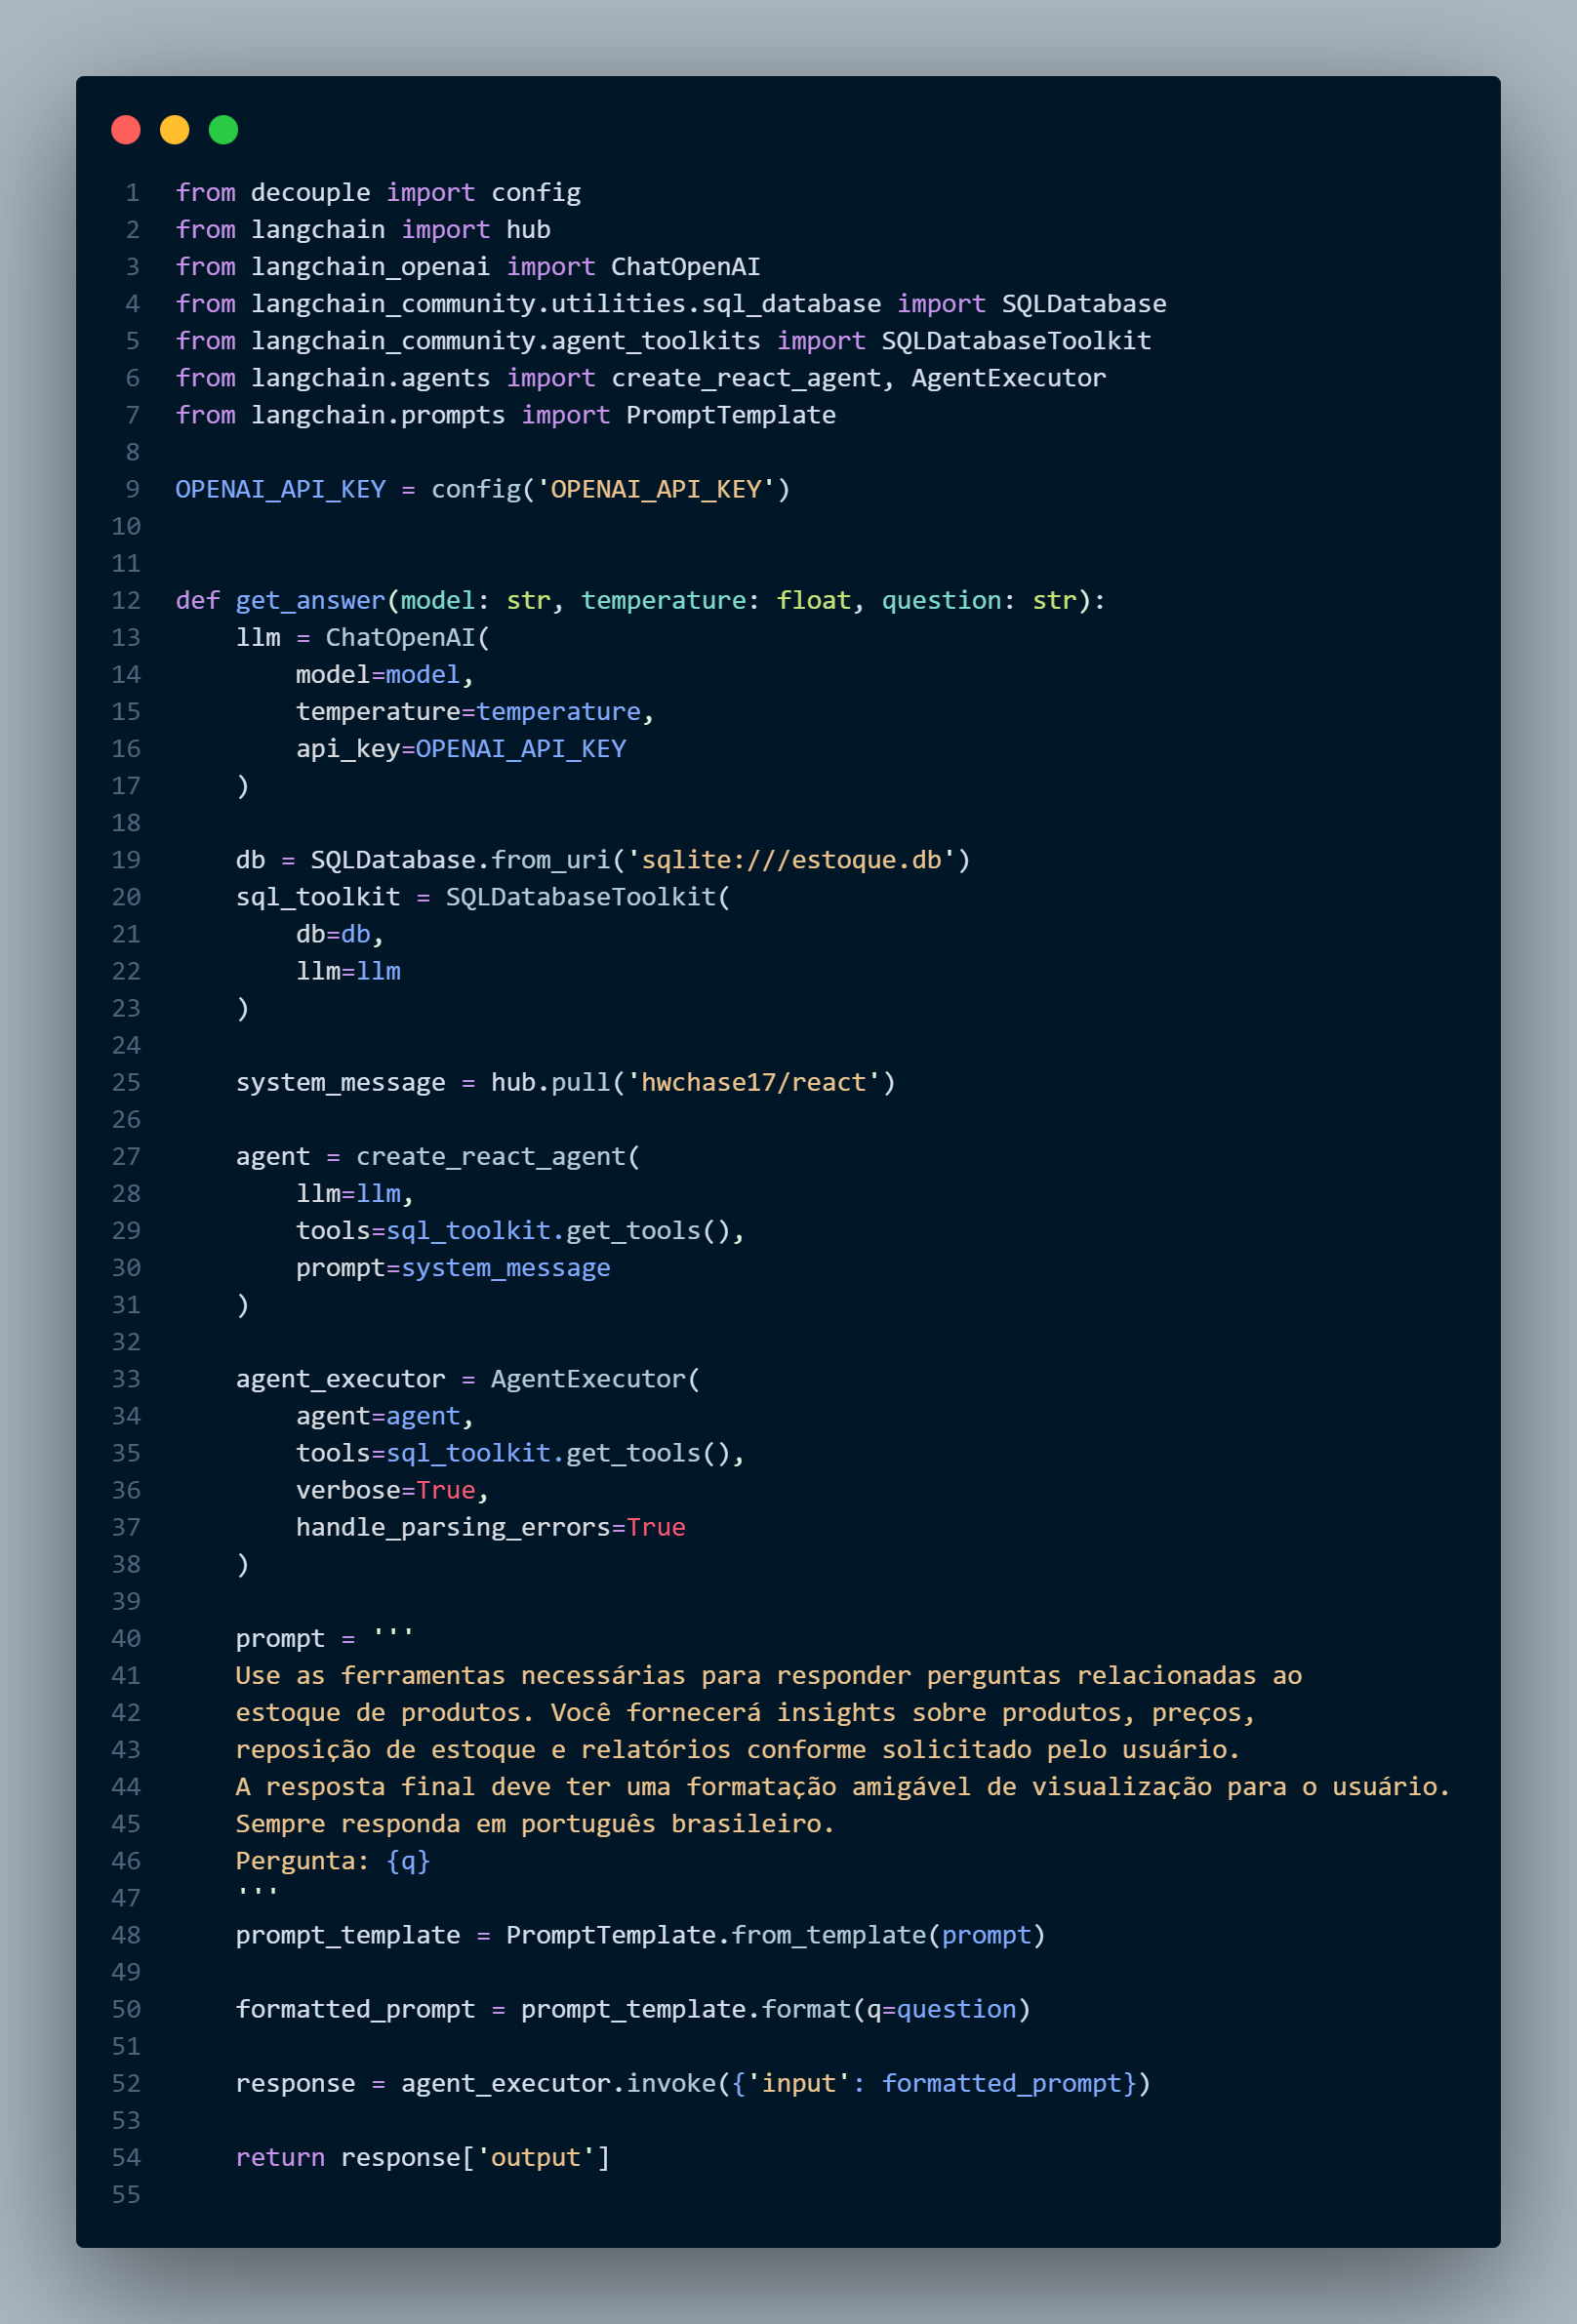 1 from decouple import config
2 from langchain import hub
3 from langchain_openai import ChatOpenAI
4 from langchain_community.utilities.sql_database import SQLDatabase
5 from langchain_community.agent_toolkits import SQLDatabaseToolkit
6 from langchain.agents import create_react_agent, AgentExecutor
7 from langchain.prompts import PromptTemplate
8
9 OPENAI_API_KEY = config('OPENAI_API_KEY')
10
11
12 def get_answer(model: str, temperature: float, question: str):
13     llm = ChatOpenAI(
14         model=model,
15         temperature=temperature,
16         api_key=OPENAI_API_KEY
17     )
18
19     db = SQLDatabase.from_uri('sqlite:///estoque.db')
20     sql_toolkit = SQLDatabaseToolkit(
21         db=db,
22         llm=llm
23     )
24
25     system_message = hub.pull('hwchase17/react')
26
27     agent = create_react_agent(
28         llm=llm,
29         tools=sql_toolkit.get_tools(),
30         prompt=system_message
31     )
32
33     agent_executor = AgentExecutor(
34         agent=agent,
35         tools=sql_toolkit.get_tools(),
36         verbose=True,
37         handle_parsing_errors=True
38     )
39
40     prompt = '''
41     Use as ferramentas necessárias para responder perguntas relacionadas ao
42     estoque de produtos. Você fornecerá insights sobre produtos, preços,
43     reposição de estoque e relatórios conforme solicitado pelo usuário.
44     A resposta final deve ter uma formatação amigável de visualização para o usuário.
45     Sempre responda em português brasileiro.
46     Pergunta: {q}
47     '''
48     prompt_template = PromptTemplate.from_template(prompt)
49
50     formatted_prompt = prompt_template.format(q=question)
51
52     response = agent_executor.invoke({'input': formatted_prompt})
53
54     return response['output']
55